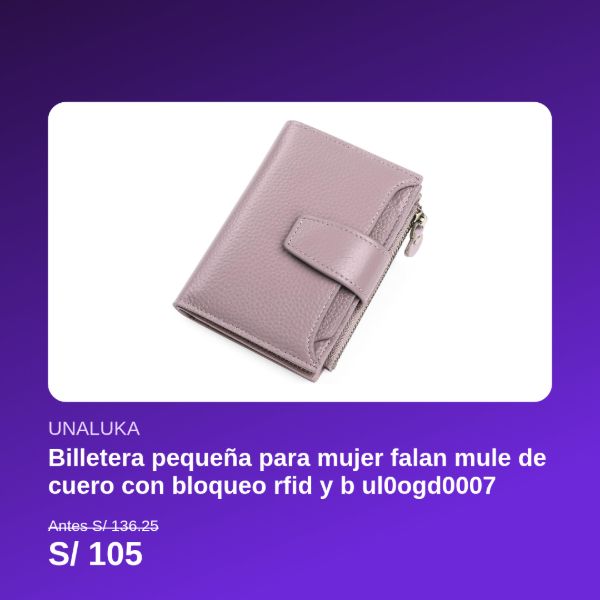 UNALUKA
Billetera pequeña para mujer falan mule de
cuero con bloqueo rfid y b ul0ogd0007
Antes S/ 136.25
S/ 105